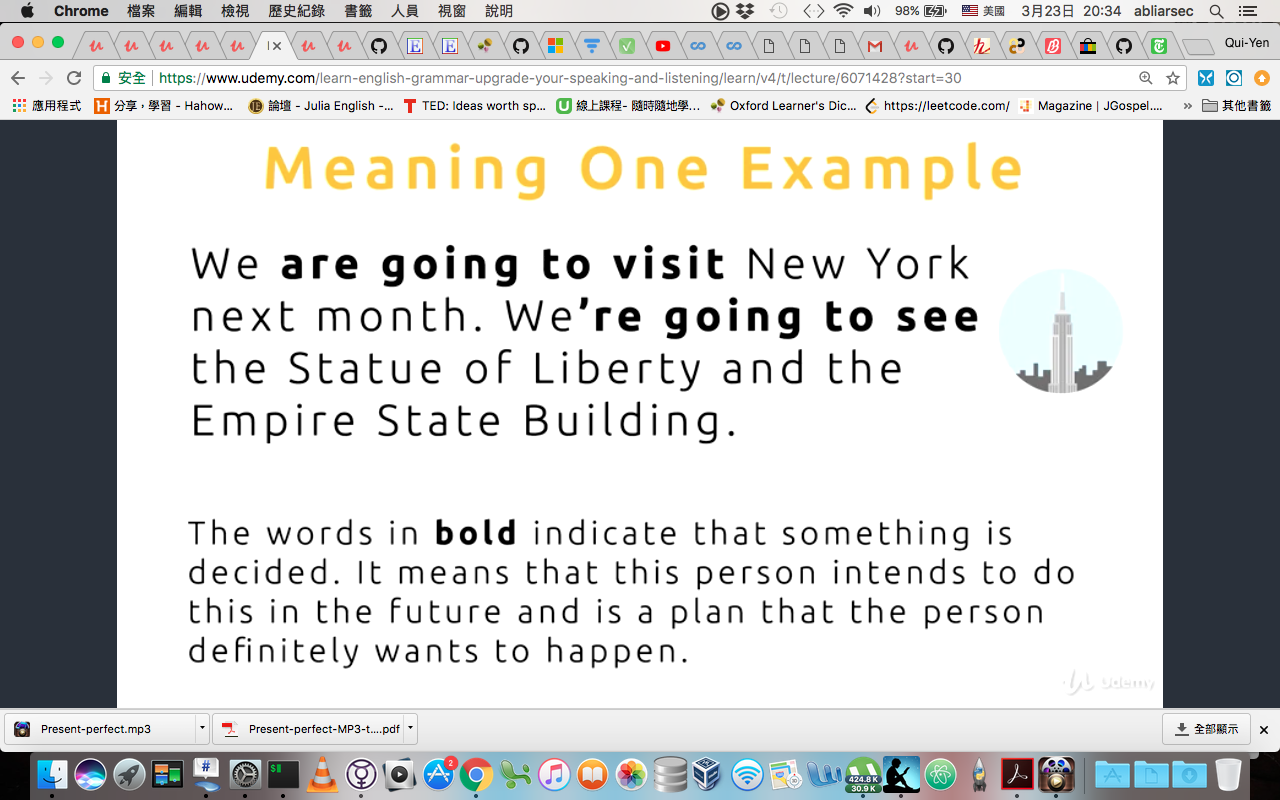 Chrome 檔案 編輯 檢視 歷史紀錄 書籤 人員 視窗 說明 98% 美國 3月23日 20:34 abliarsec
Qui-Yen
安全 https://www.udemy.com/learn-english-grammar-upgrade-your-speaking-and-listening/learn/v4/t/lecture/6071428?start=30
應用程式 分享，學習 - Hahow... 論壇 - Julia English -... TED: Ideas worth sp... 線上課程- 隨時隨地學... Oxford Learner's Dic... https://leetcode.com/ Magazine | JGospel.... » 其他書籤
Meaning One Example
We are going to visit New York
next month. We're going to see
the Statue of Liberty and the
Empire State Building.
The words in bold indicate that something is
decided. It means that this person intends to do
this in the future and is a plan that the person
definitely wants to happen.
Udemy
Present-perfect.mp3 Present-perfect-MP3-t....pdf 全部顯示
2
424.8 K
30.9 K